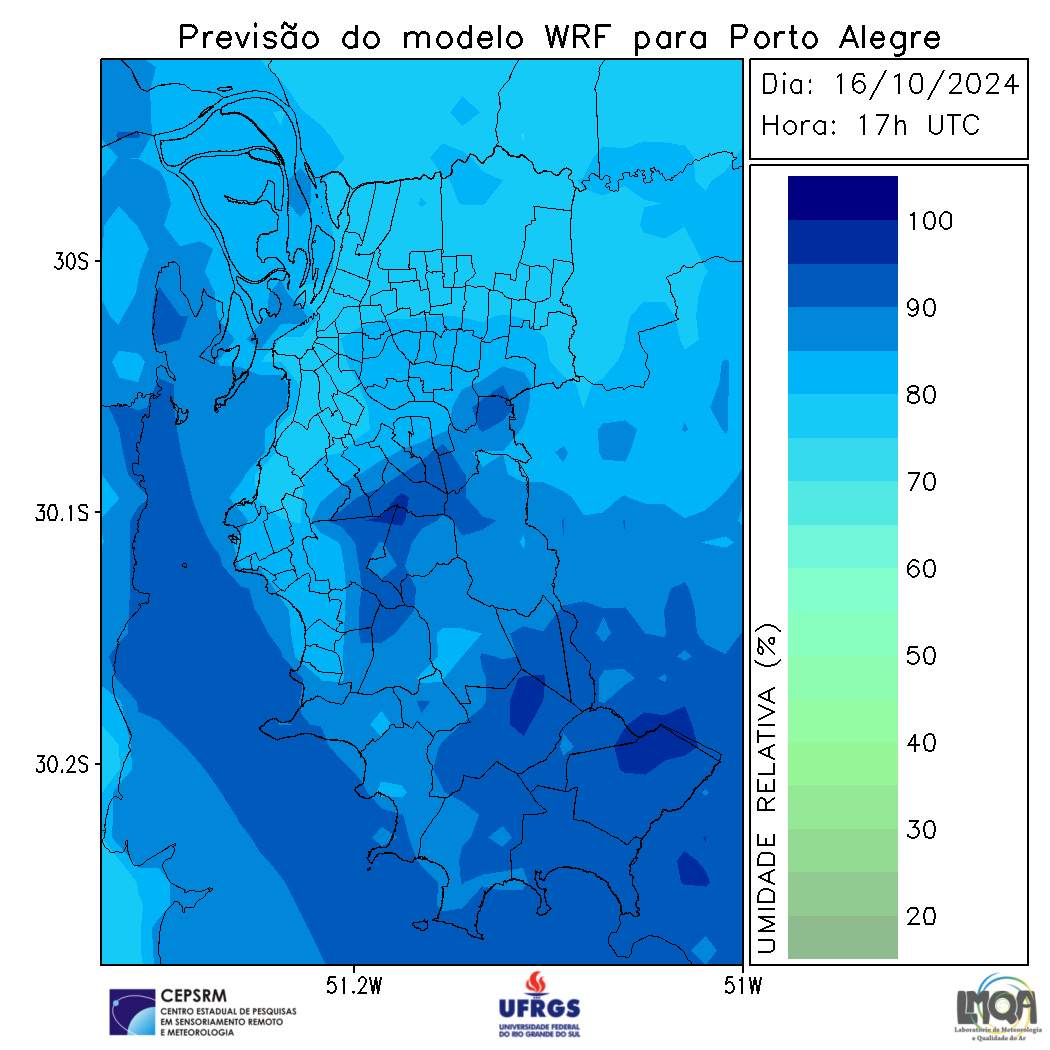 Previsão do modelo WRF para Porto Alegre
Dia: 16/10/2024
Hora: 17h UTC
100
90
80
70
60
50
40
30
20
UMIDADE RELATIVA (%)
30S
30.1S
30.2S
51.2W
51W
CEPSRM
CENTRO ESTADUAL DE PESQUISAS
EM SENSORIAMENTO REMOTO
E METEOROLOGIA
UFRGS
UNIVERSIDADE FEDERAL
DO RIO GRANDE DO SUL
LMQA
Laboratório de Meteorologia
e Qualidade do Ar